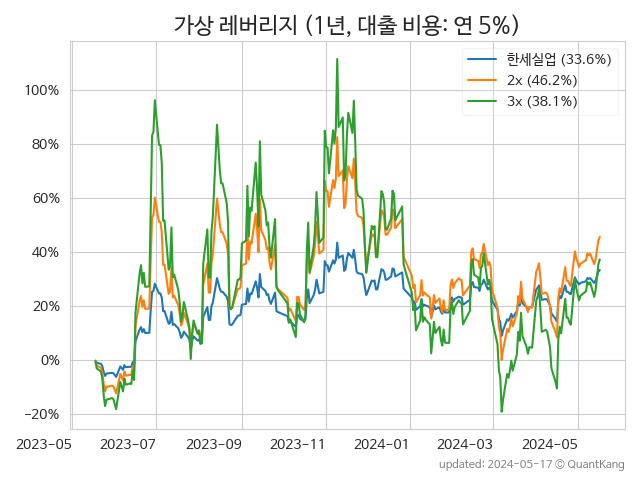 가상 레버리지 (1년, 대출 비용: 연 5%)
한세실업 (33.6%)
2x (46.2%)
3x (38.1%)
100%
80%
60%
40%
20%
0%
−20%
2023-05 2023-07 2023-09 2023-11 2024-01 2024-03 2024-05
updated: 2024-05-17 ⓒ QuantKang